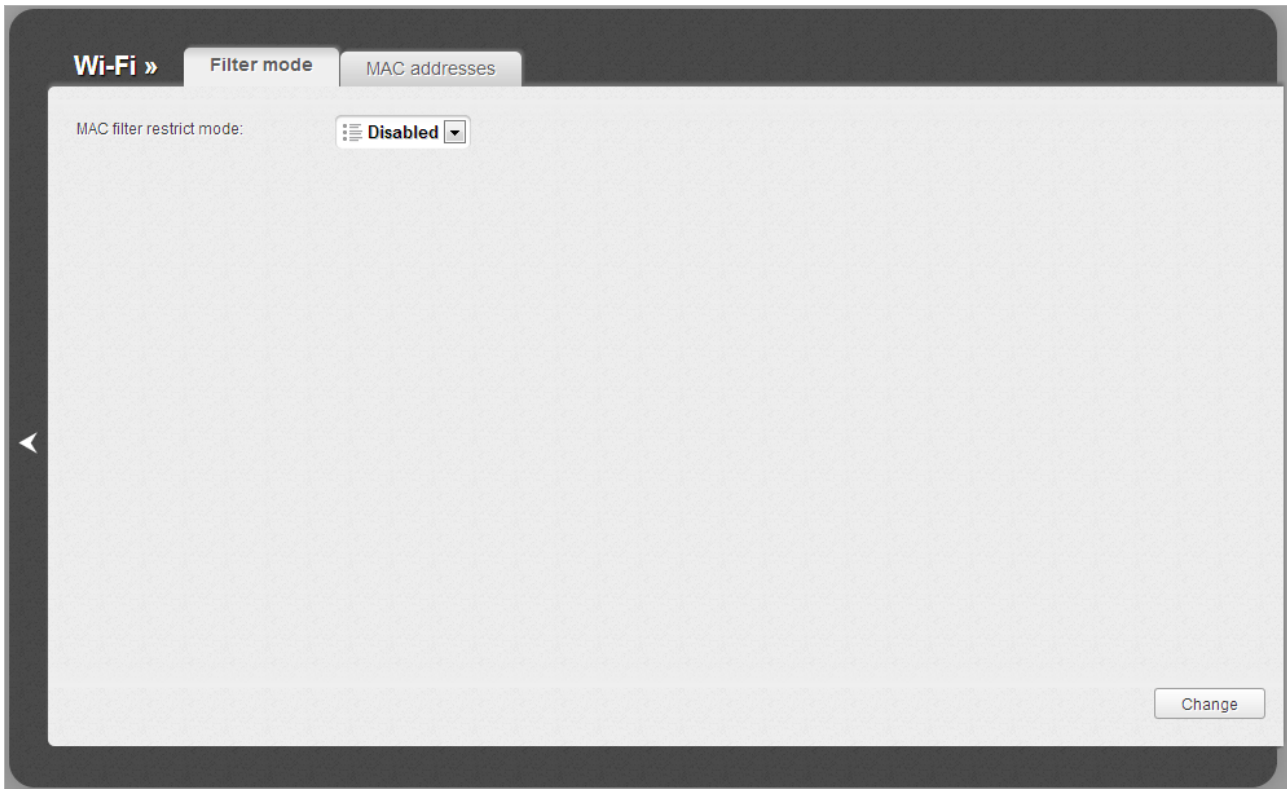 Wi-Fi » Filter mode MAC addresses
MAC filter restrict mode: Disabled
Change